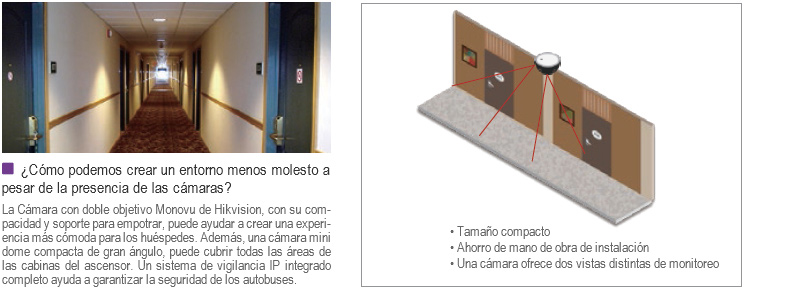 ¿Cómo podemos crear un entorno menos molesto a
pesar de la presencia de las cámaras?
La Cámara con doble objetivo Monovu de Hikvision, con su com-
pacidad y soporte para empotrar, puede ayudar a crear una experi-
encia más cómoda para los huéspedes. Además, una cámara mini
dome compacta de gran ángulo, puede cubrir todas las áreas de
las cabinas del ascensor. Un sistema de vigilancia IP integrado
completo ayuda a garantizar la seguridad de los autobuses.
• Tamaño compacto
• Ahorro de mano de obra de instalación
• Una cámara ofrece dos vistas distintas de monitoreo